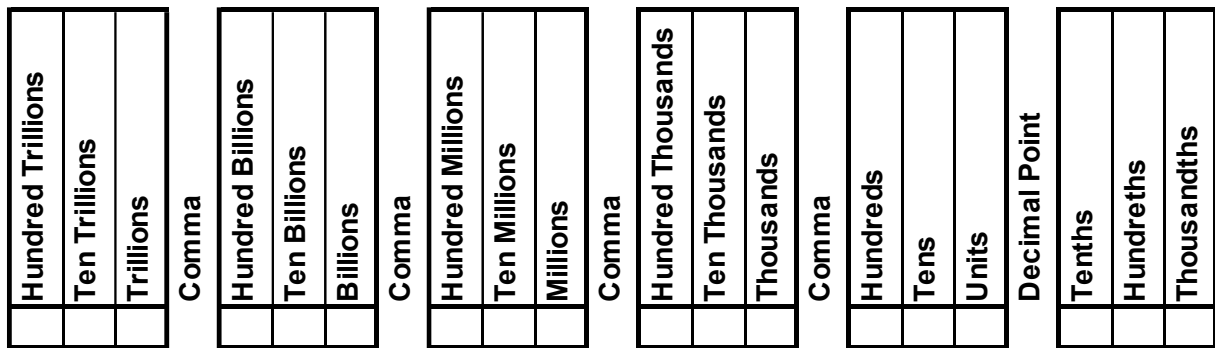 Hundred Trillions
Ten Trillions
Trillions
Comma
Hundred Billions
Ten Billions
Billions
Comma
Hundred Millions
Ten Millions
Millions
Comma
Hundred Thousands
Ten Thousands
Thousands
Comma
Hundreds
Tens
Units
Decimal Point
Tenths
Hundreths
Thousandths